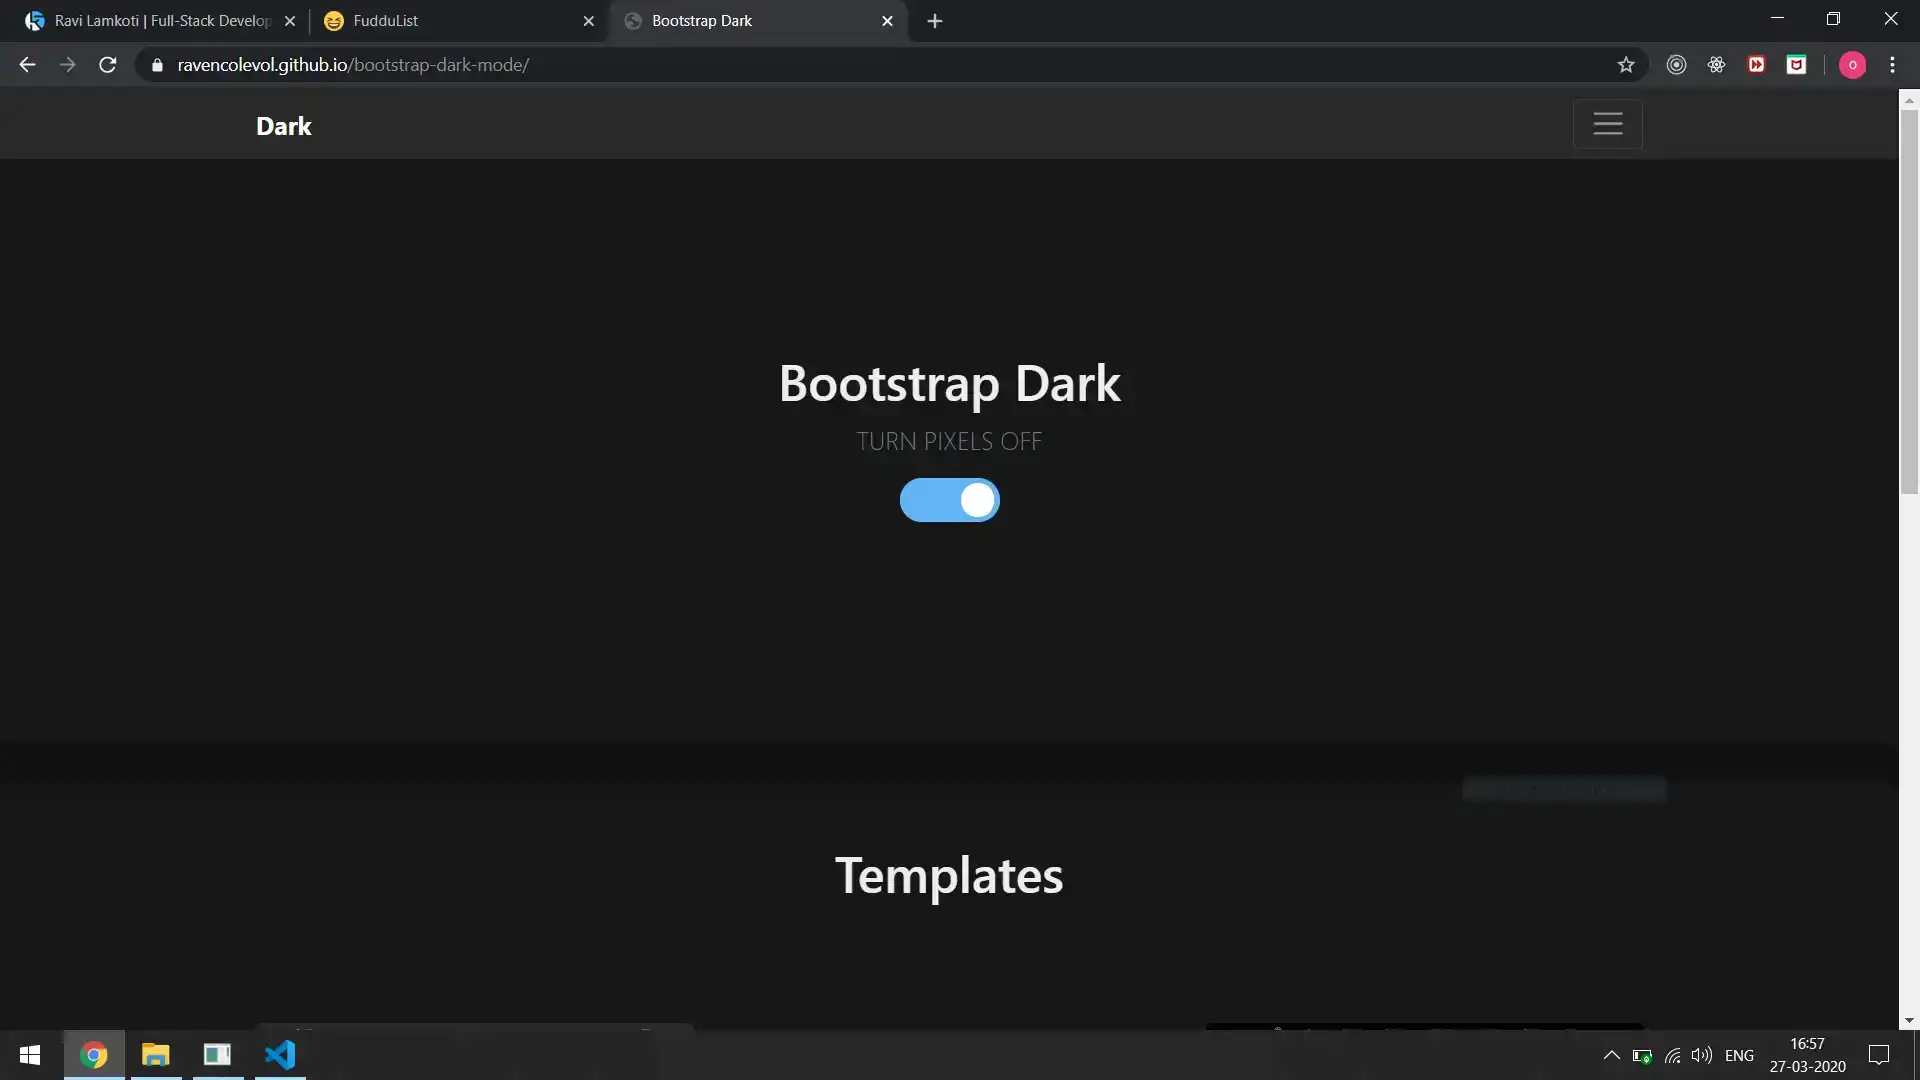 Ravi Lamkoti | Full-Stack Develop
FudduList
Bootstrap Dark
ravencolevol.github.io/bootstrap-dark-mode/
o
Dark
Bootstrap Dark
TURN PIXELS OFF
Templates
ENG
16:57
27-03-2020